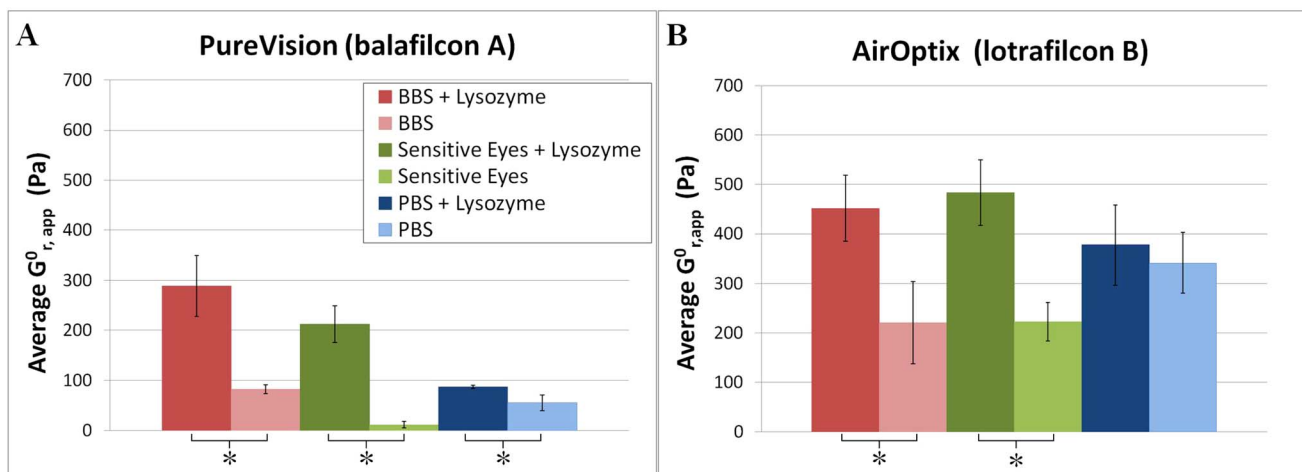 A
PureVision (balafilcon A)
Average G⁰r, app (Pa)
700
600
500
400
300
200
100
0
BBS + Lysozyme
BBS
Sensitive Eyes + Lysozyme
Sensitive Eyes
PBS + Lysozyme
PBS
*
*
*
B
AirOptix (lotrafilcon B)
Average G⁰r,app (Pa)
700
600
500
400
300
200
100
0
*
*